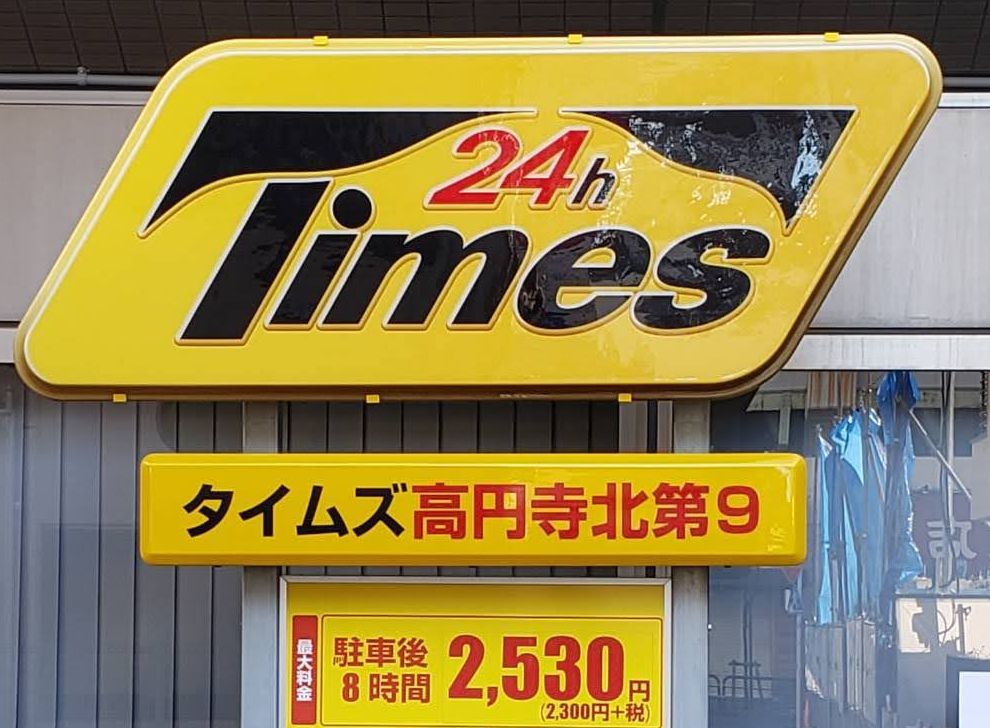 24h
Times
タイムズ高円寺北第9
最大料金
駐車後
8時間
2,530円
(2,300円+税)
店